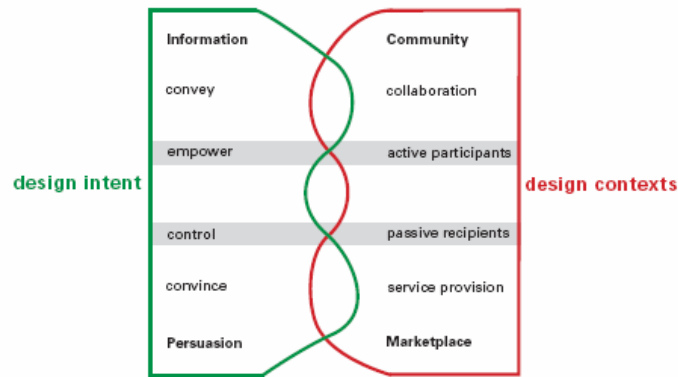 Information
Community
convey
collaboration
empower
active participants
design intent
design contexts
control
passive recipients
convince
service provision
Persuasion
Marketplace